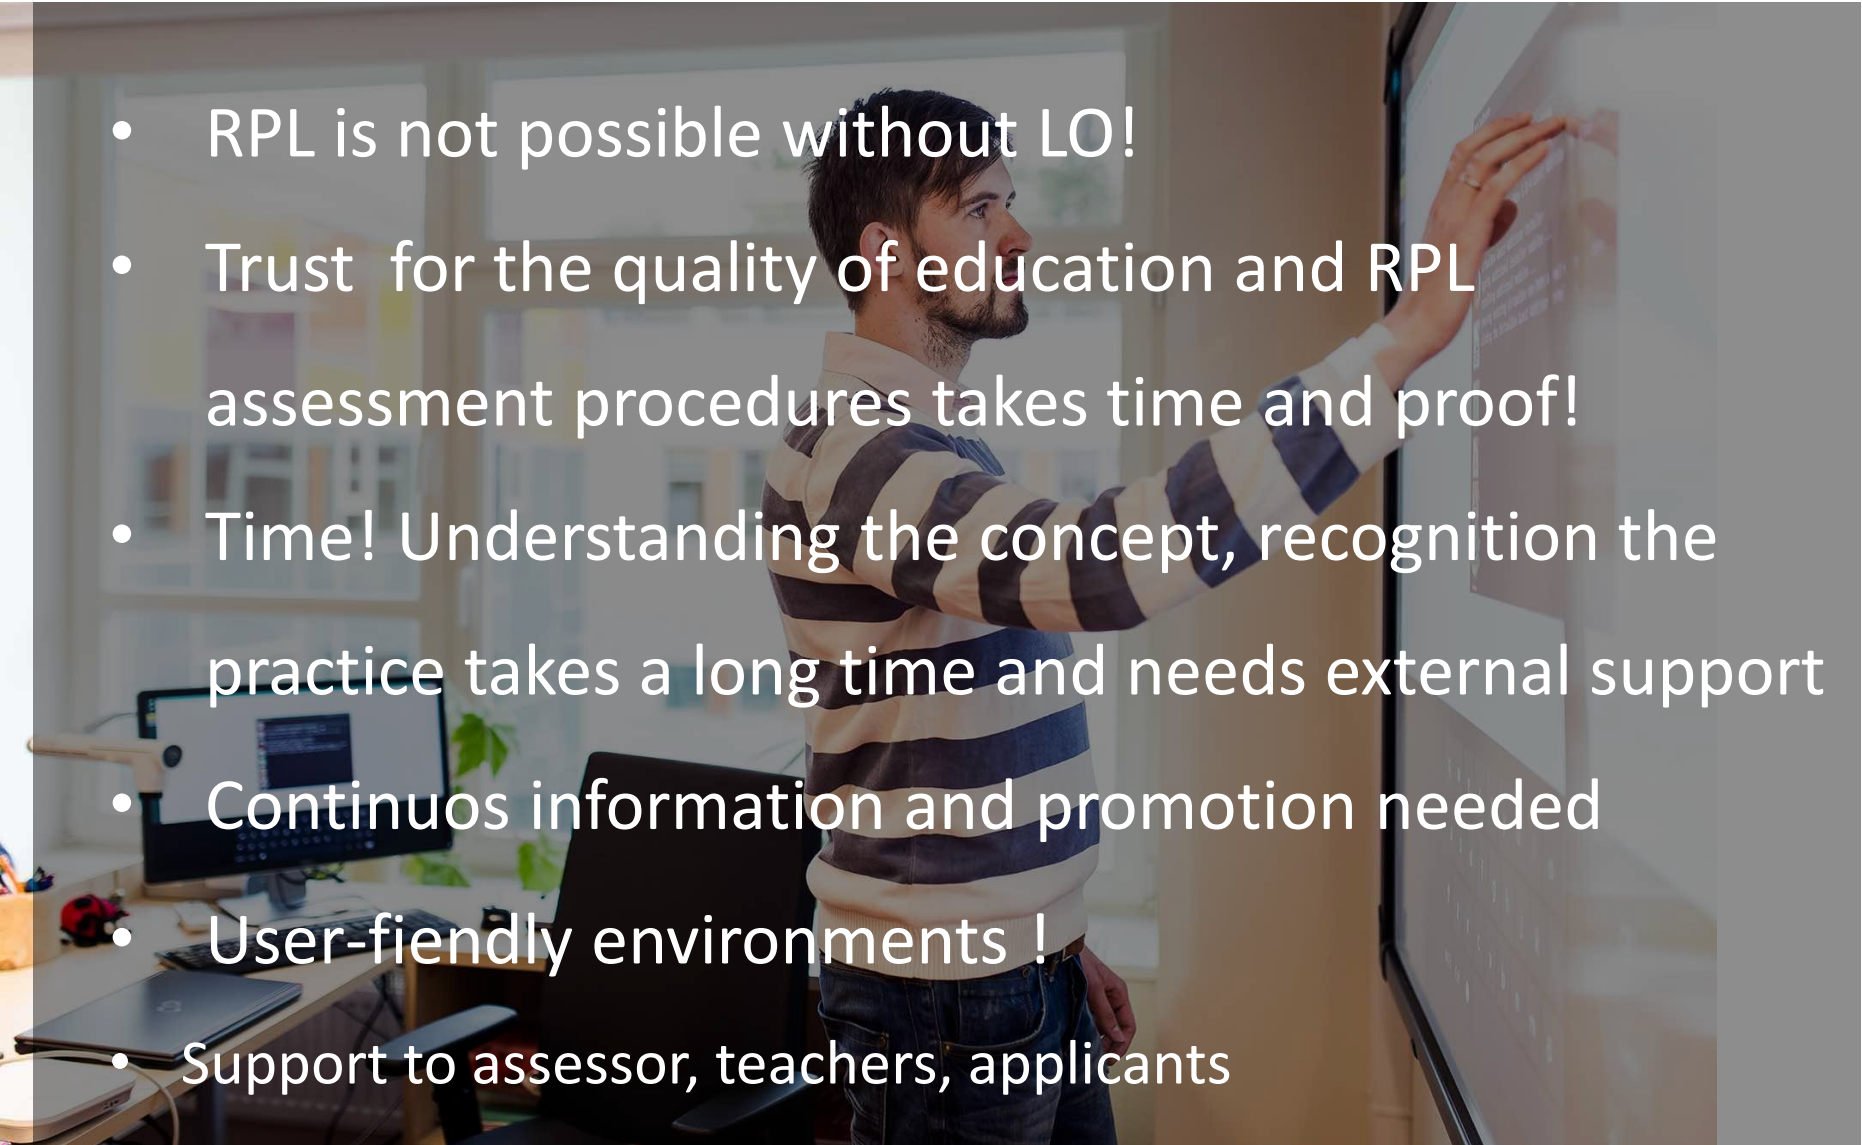 • RPL is not possible without LO!
• Trust  for the quality of education and RPL
assessment procedures takes time and proof!
• Time! Understanding the concept, recognition the
practice takes a long time and needs external support
• Continuos information and promotion needed
• User-fiendly environments !
• Support to assessor, teachers, applicants